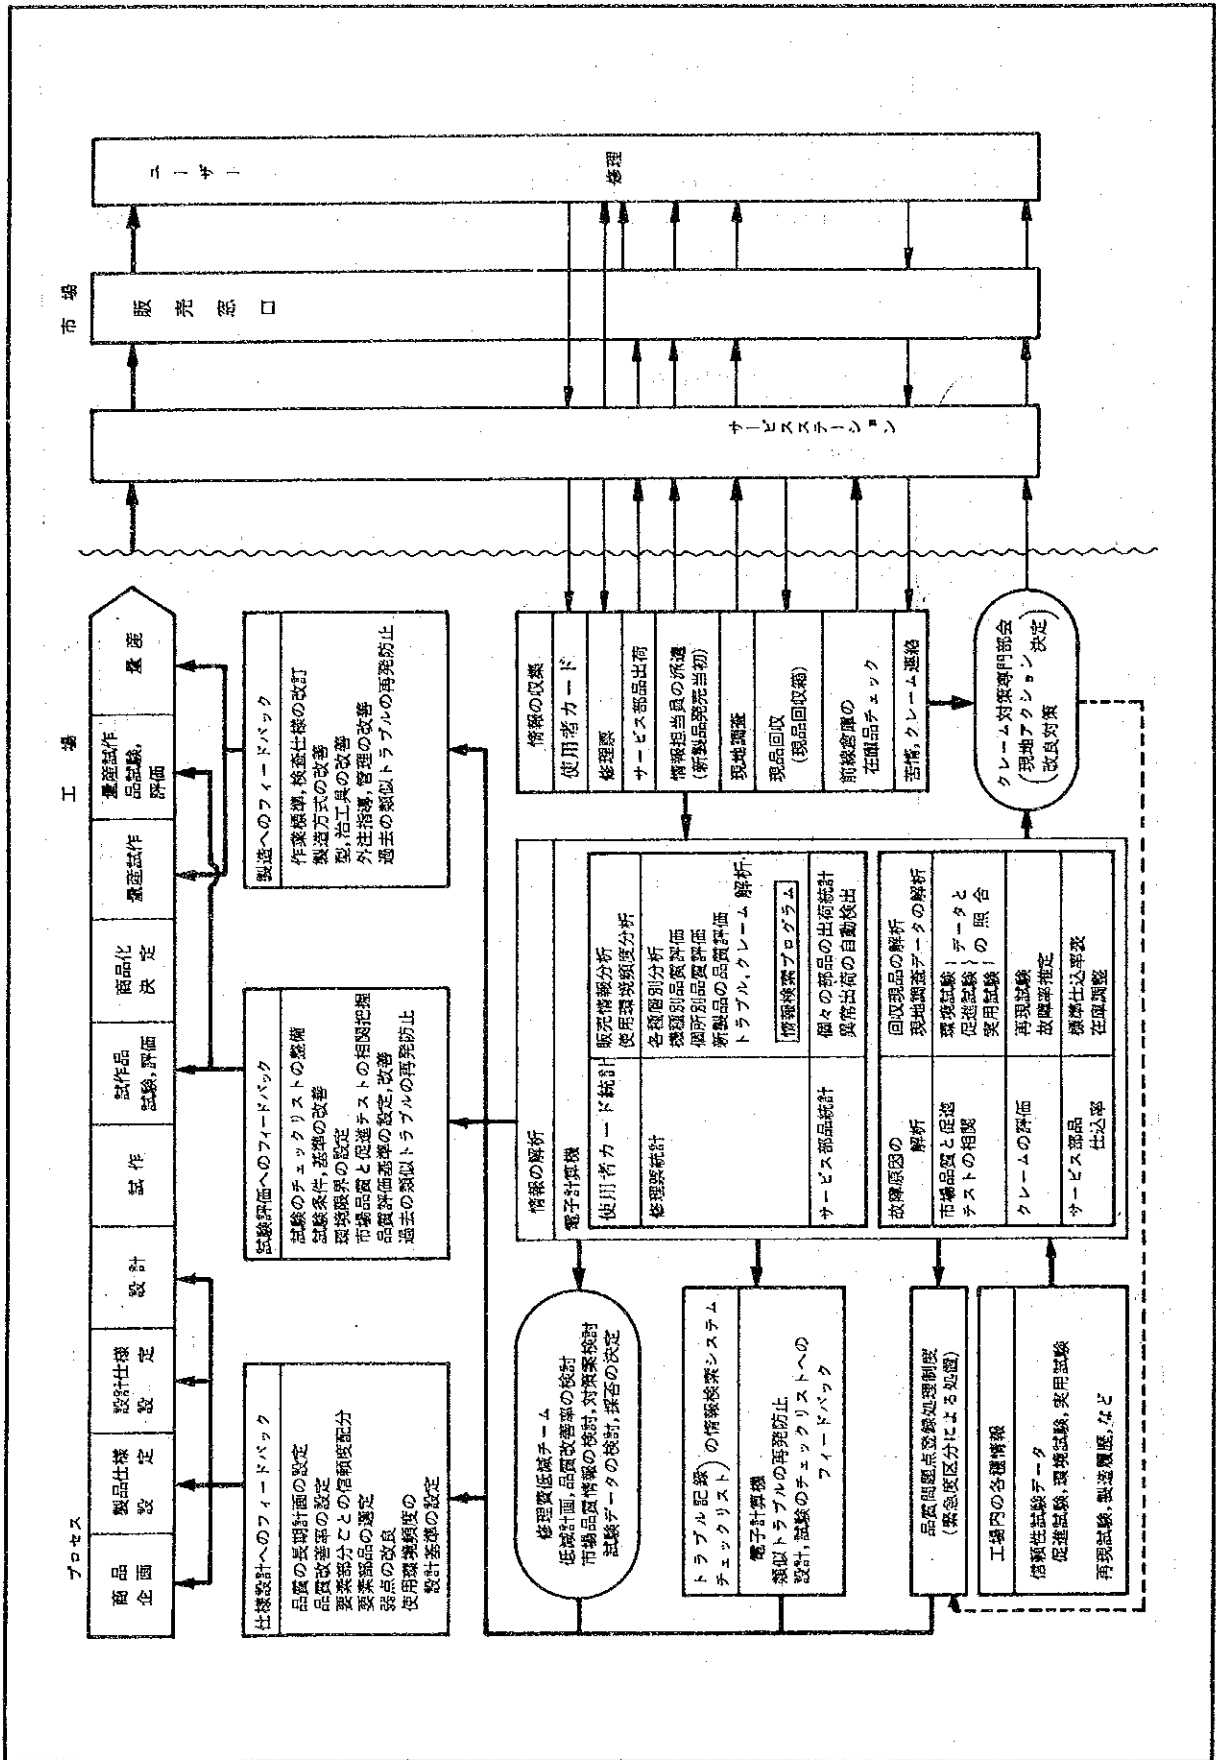 プロセス
工場
市場
商品
企画
製品仕様
設定
設計仕様
設定
設計
試作
試作品
試験,評価
商品化
決定
量産試作
量産試作
品試験,
評価
量産
サービスステーション
販売窓口
ユーザー
修理
仕様設計へのフィードバック
品質の長期計画の設定
品質改善率の設定
要素部分ごとの信頼度配分
要素部品の選定
弱点の改良
使用環境頻度の
設計基準の設定
試験評価へのフィードバック
試験のチェックリストの整備
試験条件,基準の改善
環境限界の設定
市場品質と促進テストの相関把握
品質評価基準の設定,改善
過去の類似トラブルの再発防止
製造へのフィードバック
作業標準,検査仕様の改訂
製造方式の改善
型,治工具の改善
外注指導,管理の改善
過去の類似トラブルの再発防止
修理費低減チーム
低減計画,品質改善率の検討
市場品質情報の検討,対策案検討
試験データの検討,採否の決定
トラブル記録
チェックリスト)の情報検索システム
電子計算機
類似トラブルの再発防止
設計,試験のチェックリストへの
フィードバック
品質問題点登録処理制度
(緊急度区分による処置)
工場内の各種情報
信頼性試験データ
促進試験,環境試験,実用試験
再現試験,製造履歴,など
情報の解析
電子計算機
使用者カード統計
販売情報分析
使用環境頻度分析
修理票統計
各種層別分析
機種別品質評価
個所別品質評価
新製品の品質評価
トラブル,クレーム解析
情報検索プログラム
サービス部品統計
個々の部品の出荷統計
異常出荷の自動検出
故障原因の
解析
回収現品の解析
現地調査データの解析
市場品質と促進
テストの相関
環境試験
促進試験
実用試験
}データと
の照合
クレームの評価
再現試験
故障率推定
サービス部品
仕込率
標準仕込率表
在庫調整
情報の収集
使用者カード
修理票
サービス部品出荷
情報担当員の派遣
(新製品発売当初)
現地調査
現品回収
(現品回収箱)
前線倉庫の
在庫品チェック
苦情,クレーム連絡
クレーム対策専門部会
(現地アクション
改良対策 決定)